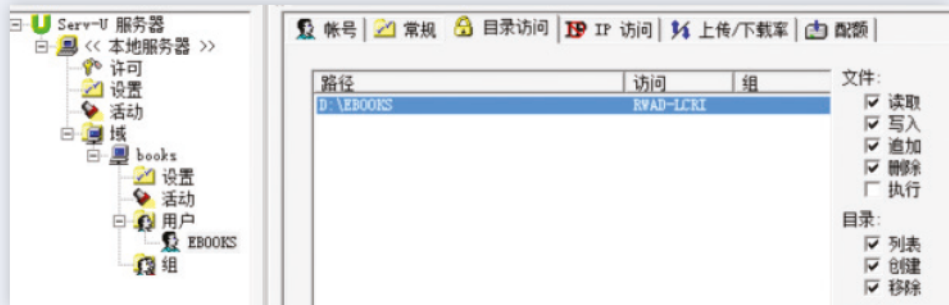 Serv-U 服务器
<< 本地服务器 >>
许可
设置
活动
域
books
设置
活动
用户
EBOOKS
组
帐号 常规 目录访问 IP 访问 上传/下载率 配额
路径 访问 组
D:\EBOOKS RWAD-LCRI
文件:
读取
写入
追加
删除
执行
目录:
列表
创建
移除